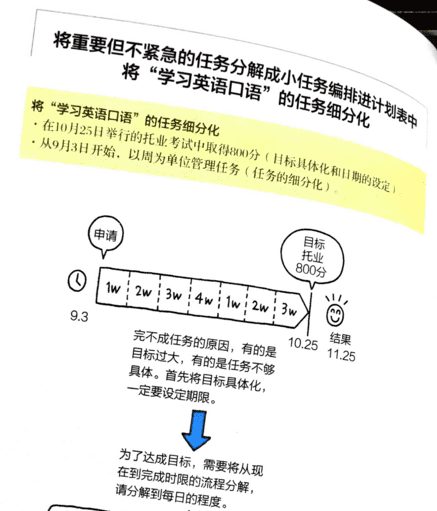 将重要但不紧急的任务分解成小任务编排进计划表中
将“学习英语口语”的任务细分化
将“学习英语口语”的任务细分化
·在10月25日举行的托业考试中取得800分（目标具体化和日期的设定）
·从9月3日开始，以周为单位管理任务（任务的细分化）。
申请
目标
托业
800分
1w 2w 3w 4w 1w 2w 3w
9.3
10.25
结果
11.25
完不成任务的原因，有的是
目标过大，有的是任务不够
具体。首先将目标具体化，
一定要设定期限。
为了达成目标，需要将从现
在到完成时限的流程分解，
请分解到每日的程度。